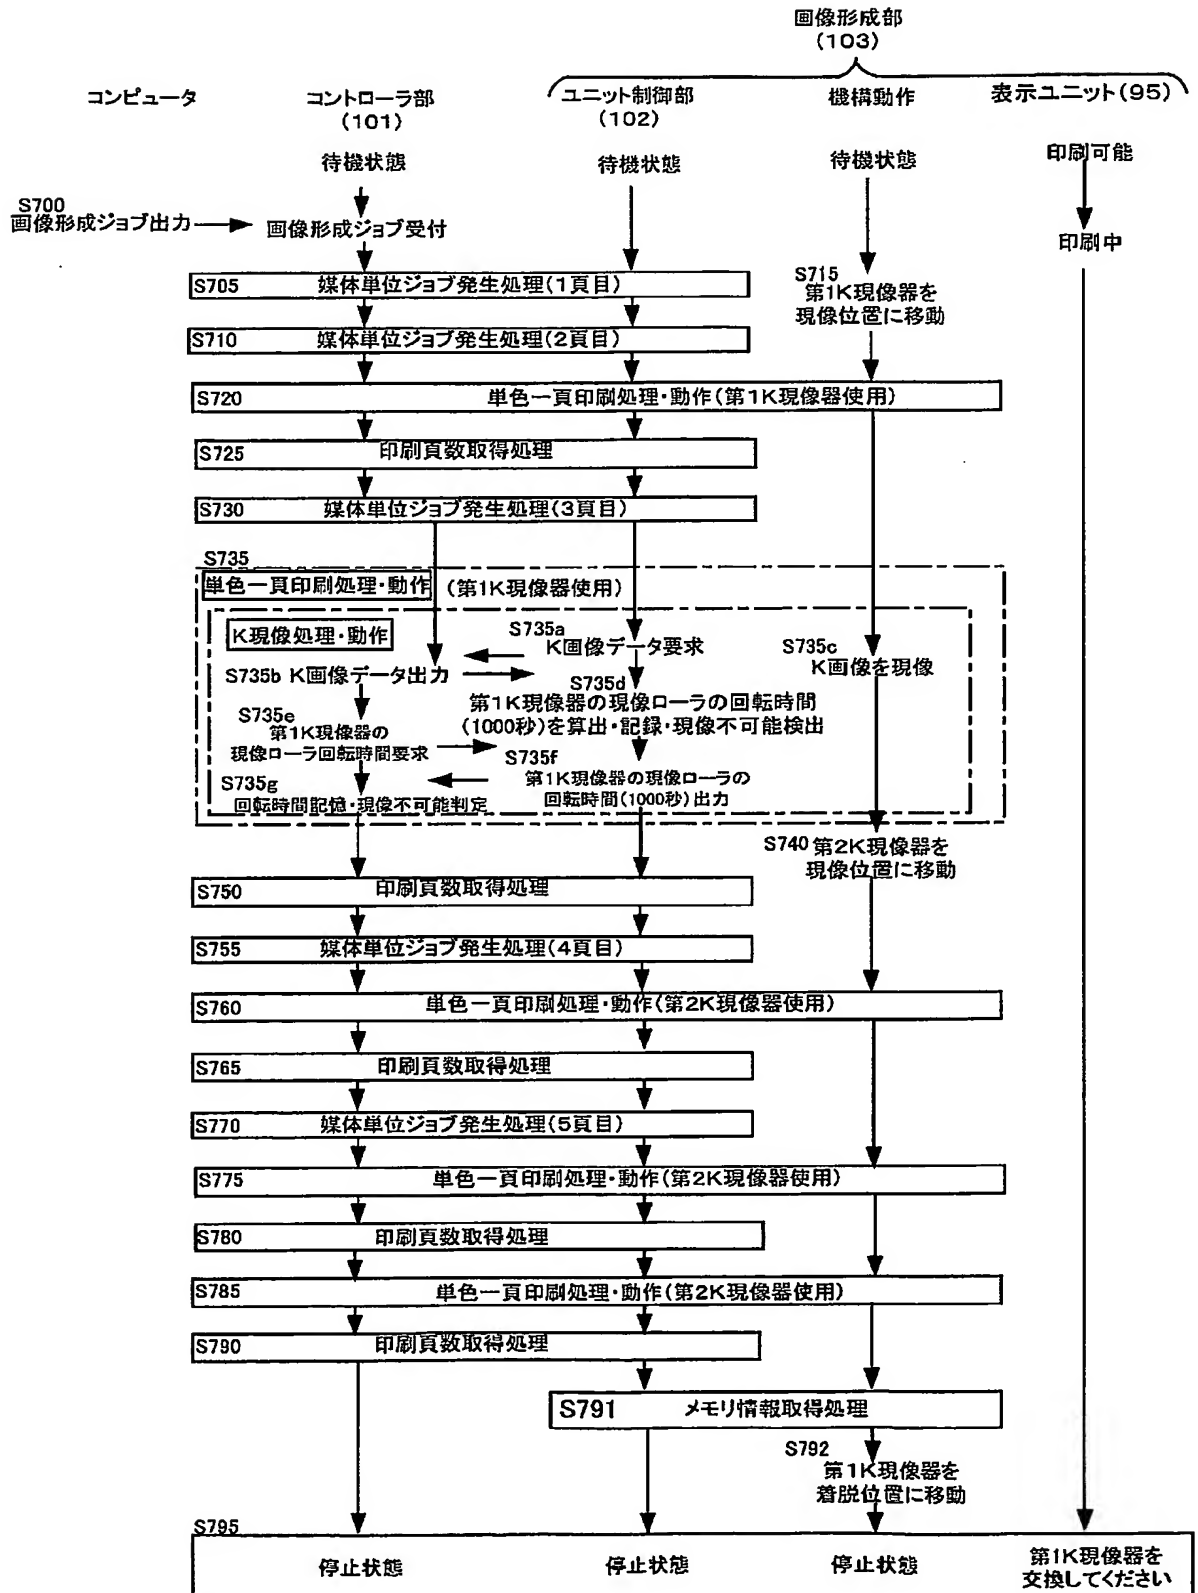 画像形成部
(103)
コンピュータ
コントローラ部
(101)
ユニット制御部
(102)
機構動作
表示ユニット(95)
待機状態
待機状態
待機状態
印刷可能
S700
画像形成ジョブ出力
画像形成ジョブ受付
印刷中
S705 媒体単位ジョブ発生処理(1頁目)
S715
第1K現像器を
現像位置に移動
S710 媒体単位ジョブ発生処理(2頁目)
S720 単色一頁印刷処理・動作(第1K現像器使用)
S725 印刷頁数取得処理
S730 媒体単位ジョブ発生処理(3頁目)
S735
単色一頁印刷処理・動作 (第1K現像器使用)
K現像処理・動作
S735a
K画像データ要求
S735b K画像データ出力
S735c
K画像を現像
S735d
第1K現像器の現像ローラの回転時間
(1000秒)を算出・記録・現像不可能検出
S735e
第1K現像器の
現像ローラ回転時間要求
S735f
第1K現像器の現像ローラの
回転時間(1000秒)出力
S735g
回転時間記憶・現像不可能判定
S740 第2K現像器を
現像位置に移動
S750 印刷頁数取得処理
S755 媒体単位ジョブ発生処理(4頁目)
S760 単色一頁印刷処理・動作(第2K現像器使用)
S765 印刷頁数取得処理
S770 媒体単位ジョブ発生処理(5頁目)
S775 単色一頁印刷処理・動作(第2K現像器使用)
S780 印刷頁数取得処理
S785 単色一頁印刷処理・動作(第2K現像器使用)
S790 印刷頁数取得処理
S791 メモリ情報取得処理
S792
第1K現像器を
着脱位置に移動
S795
停止状態
停止状態
停止状態
第1K現像器を
交換してください